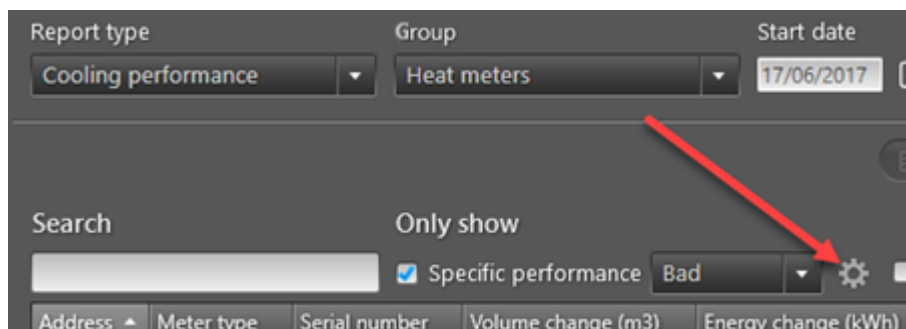 Report type Group Start date
Cooling performance Heat meters 17/06/2017
Search Only show
Specific performance Bad
Address Meter type Serial number Volume change (m3) Energy change (kWh)